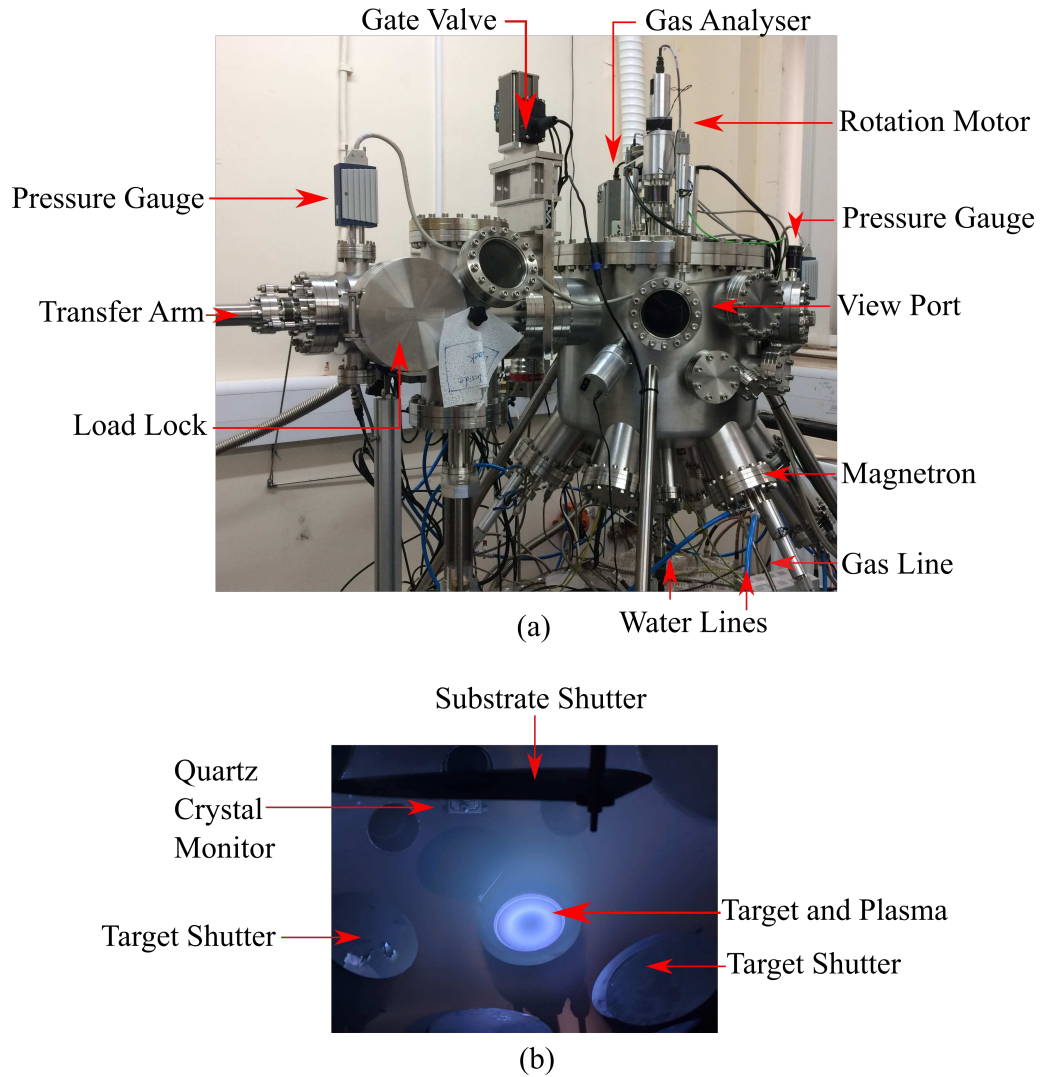 Gate Valve
Gas Analyser
Rotation Motor
Pressure Gauge
Pressure Gauge
Transfer Arm
View Port
Load Lock
Magnetron
Gas Line
Water Lines
(a)
Substrate Shutter
Quartz
Crystal
Monitor
Target Shutter
Target and Plasma
Target Shutter
(b)